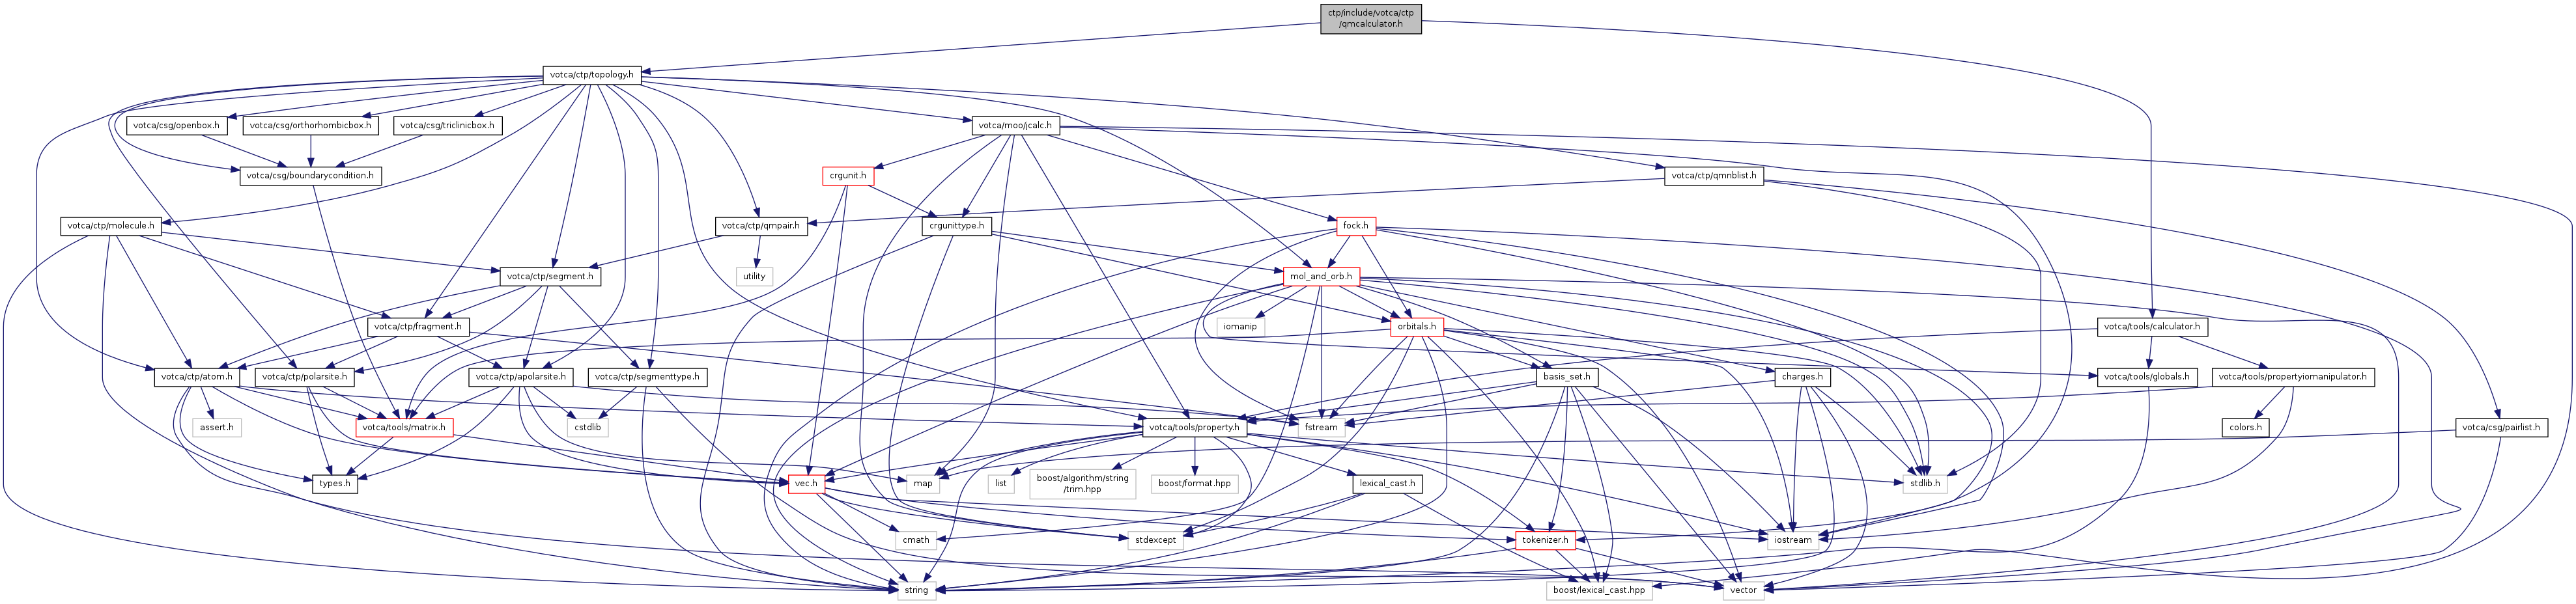 ctp/include/votca/ctp
/qmcalculator.h
votca/ctp/topology.h
votca/csg/openbox.h
votca/csg/orthorhombicbox.h
votca/csg/triclinicbox.h
votca/moo/jcalc.h
votca/csg/boundarycondition.h
crgunit.h
votca/ctp/qmnblist.h
votca/ctp/molecule.h
votca/ctp/qmpair.h
crgunittype.h
fock.h
votca/ctp/segment.h
utility
mol_and_orb.h
votca/ctp/fragment.h
iomanip
orbitals.h
votca/tools/calculator.h
votca/ctp/atom.h
votca/ctp/polarsite.h
votca/ctp/apolarsite.h
votca/ctp/segmenttype.h
basis_set.h
charges.h
votca/tools/globals.h
votca/tools/propertyiomanipulator.h
assert.h
votca/tools/matrix.h
cstdlib
votca/tools/property.h
fstream
colors.h
votca/csg/pairlist.h
types.h
vec.h
map
list
boost/algorithm/string
/trim.hpp
boost/format.hpp
lexical_cast.h
stdlib.h
cmath
stdexcept
tokenizer.h
iostream
string
boost/lexical_cast.hpp
vector